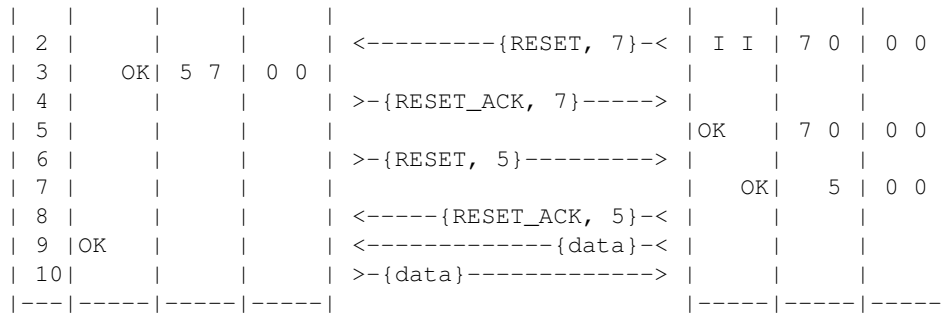 |   |     |     |     |                         |     |     |
| 2 |     |     |     | <---------{RESET, 7}-< | I I | 7 0 | 0 0
| 3 |   OK| 5 7 | 0 0 |                         |     |     |
| 4 |     |     |     | >-{RESET_ACK, 7}-----> |     |     |
| 5 |     |     |     |                         |OK   | 7 0 | 0 0
| 6 |     |     |     | >-{RESET, 5}---------> |     |     |
| 7 |     |     |     |                         |   OK|   5 | 0 0
| 8 |     |     |     | <-----{RESET_ACK, 5}-< |     |     |
| 9 |OK   |     |     | <-------------{data}-< |     |     |
| 10|     |     |     | >-{data}-------------> |     |     |
|---|-----|-----|-----|                         |-----|-----|-----